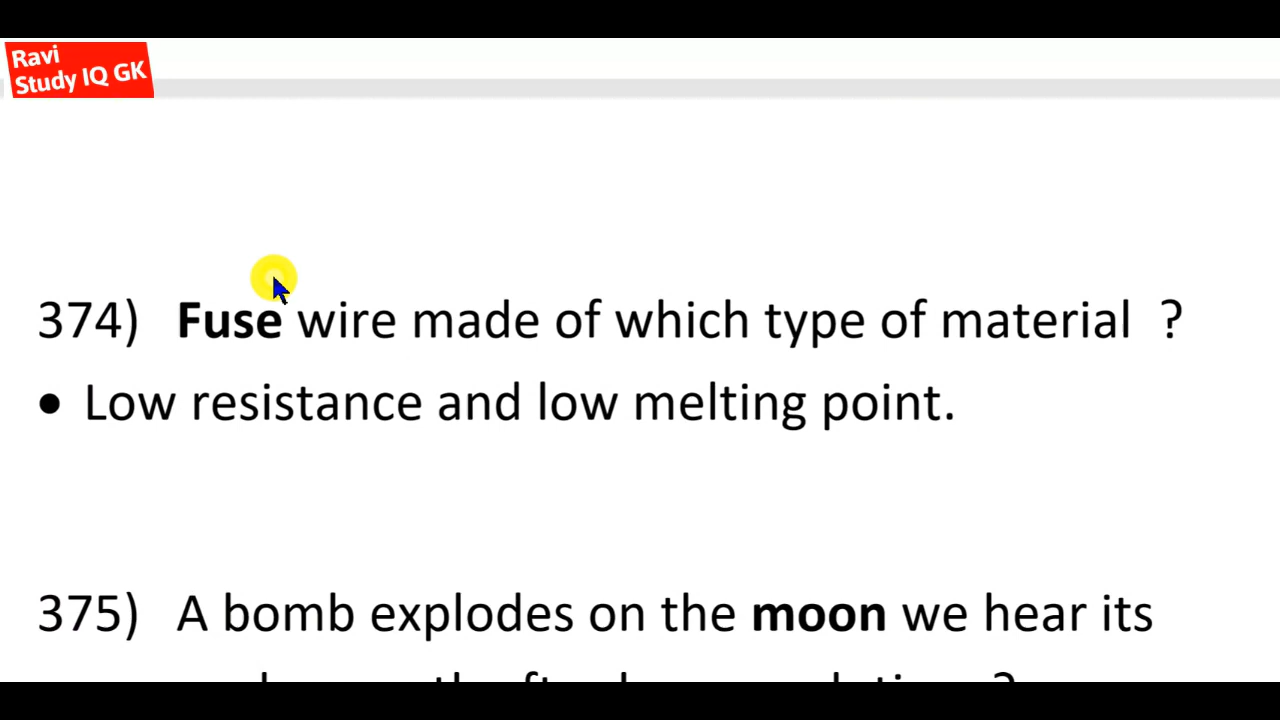 Ravi
Study IQ GK
374) Fuse wire made of which type of material ?
• Low resistance and low melting point.
375) A bomb explodes on the moon we hear its